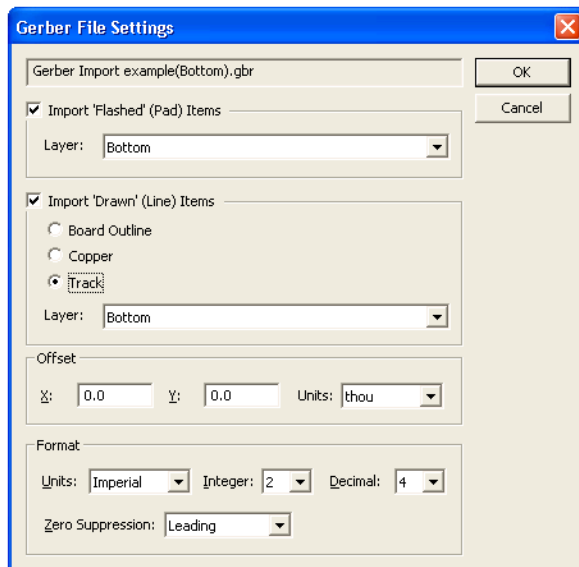 Gerber File Settings
Gerber Import example(Bottom).gbr
OK
Cancel
Import 'Flashed' (Pad) Items
Layer: Bottom
Import 'Drawn' (Line) Items
Board Outline
Copper
Track
Layer: Bottom
Offset
X: 0.0 Y: 0.0 Units: thou
Format
Units: Imperial Integer: 2 Decimal: 4
Zero Suppression: Leading